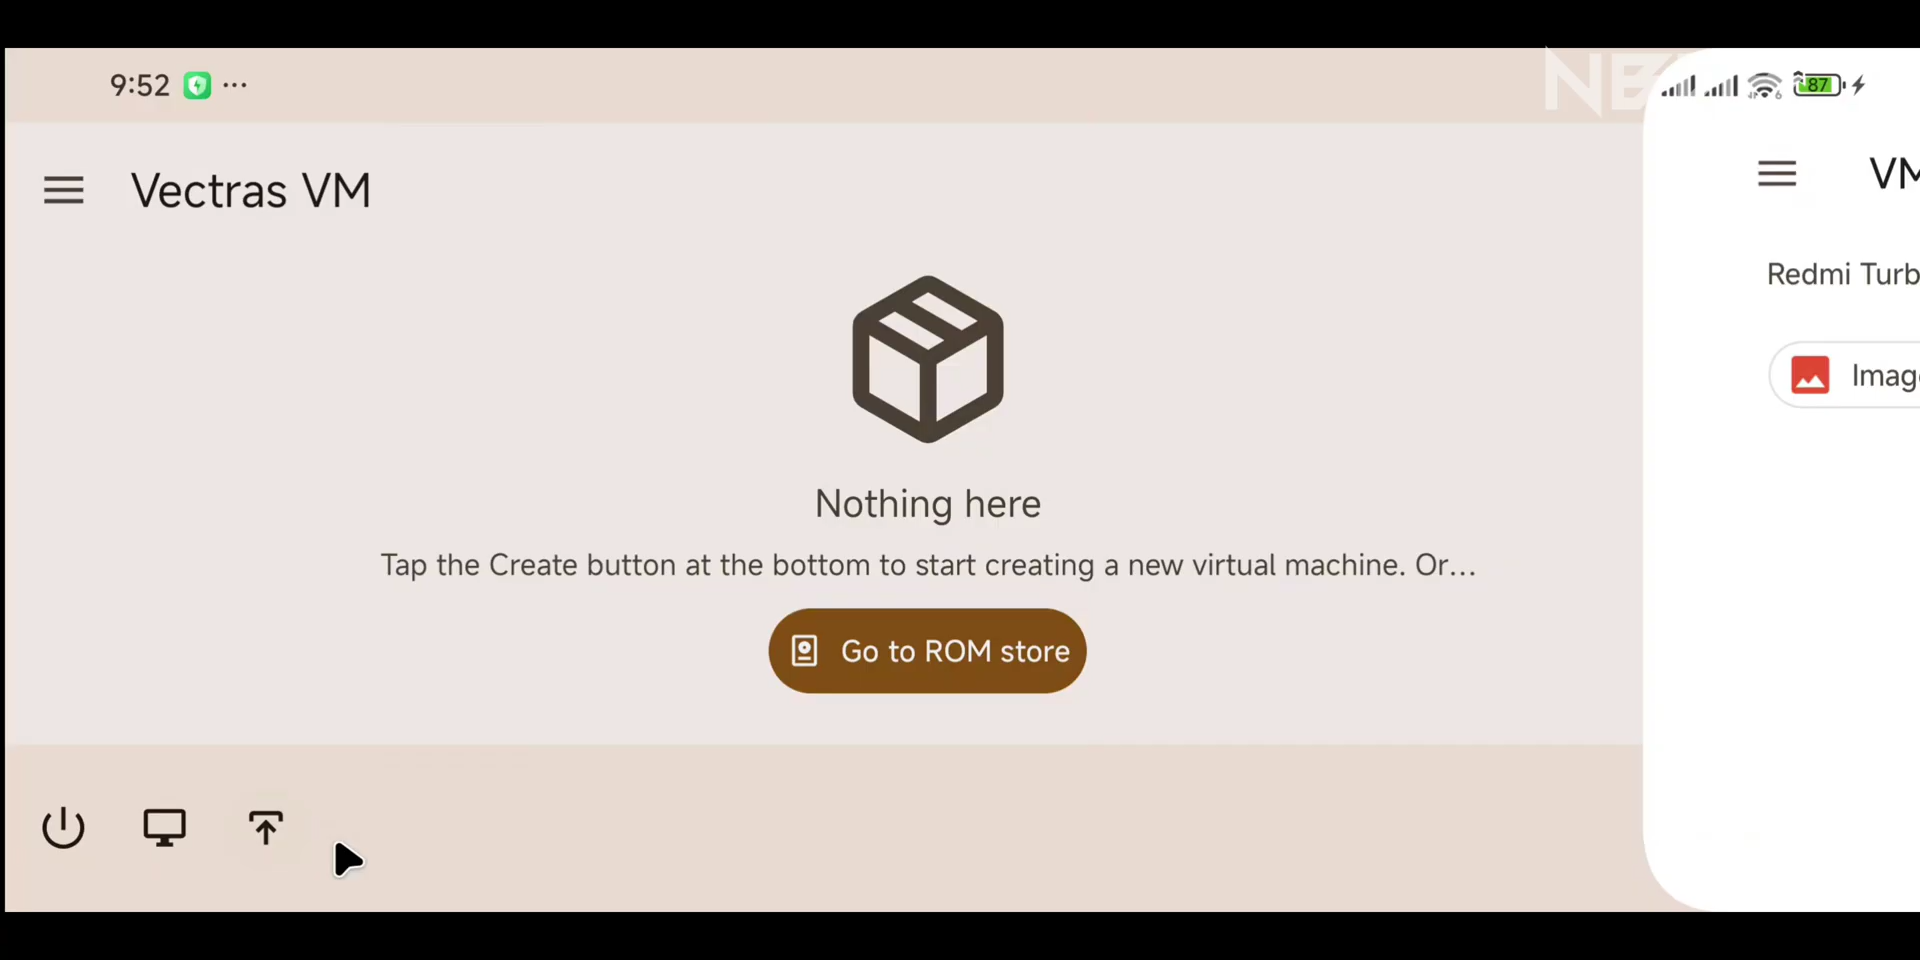 9:52
87
Vectras VM
Nothing here
Tap the Create button at the bottom to start creating a new virtual machine. Or...
Go to ROM store
VM
Redmi Turb
Imag